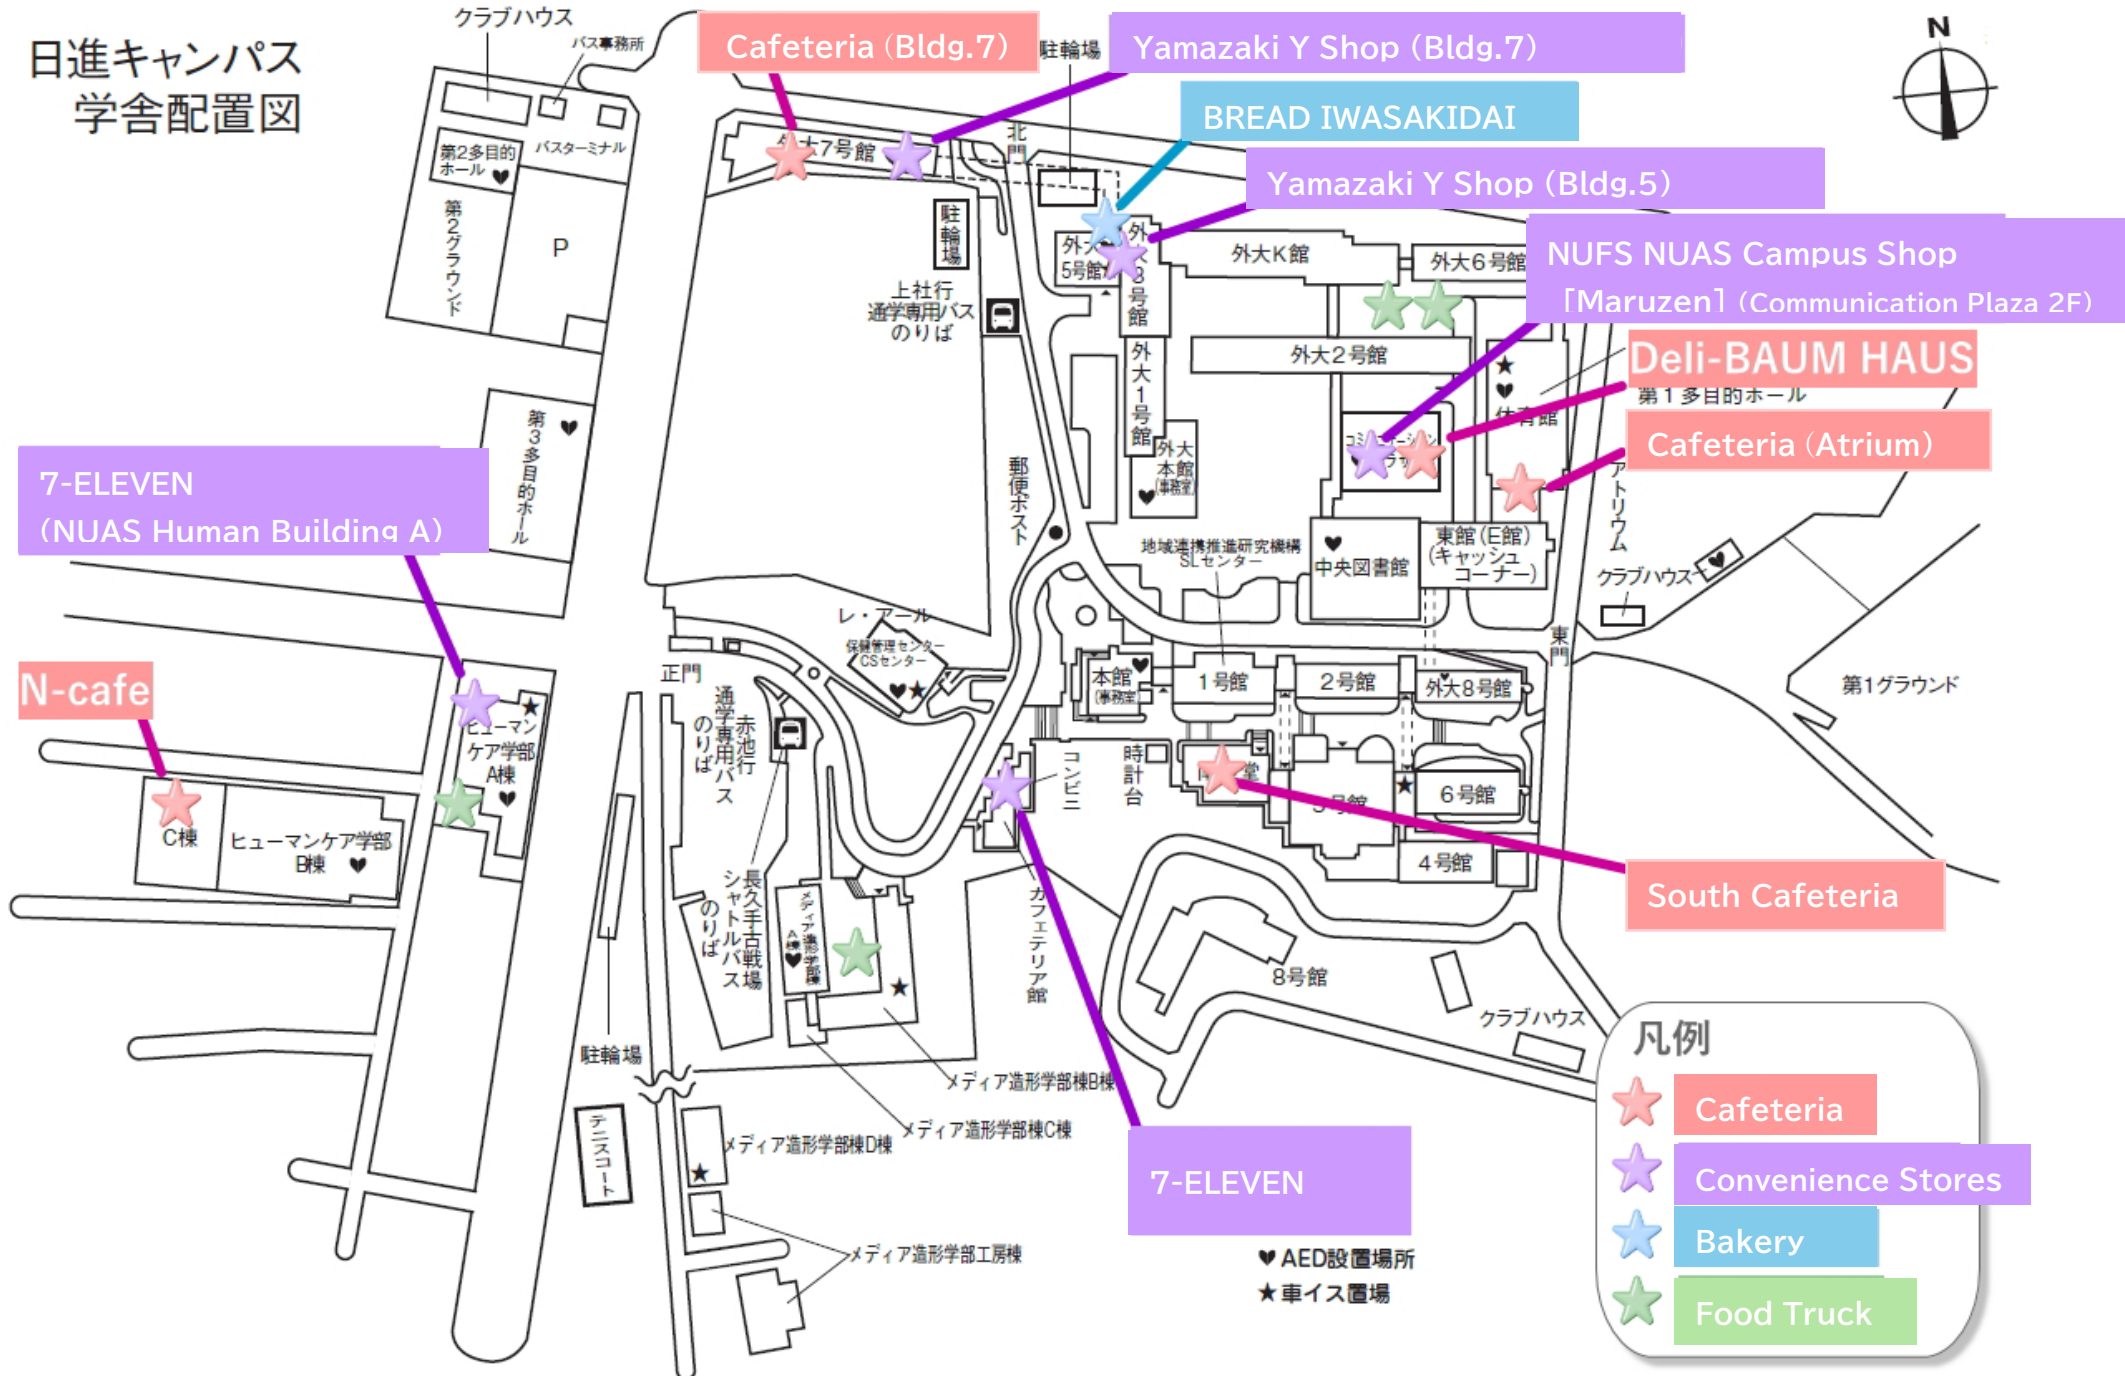 日進キャンパス
学舎配置図
クラブハウス
バス事務所
Cafeteria (Bldg.7)
Yamazaki Y Shop (Bldg.7)
駐輪場
N
BREAD IWASAKIDAI
Yamazaki Y Shop (Bldg.5)
NUFS NUAS Campus Shop
[Maruzen] (Communication Plaza 2F)
Deli-BAUM HAUS
第1多目的ホール
Cafeteria (Atrium)
アトリウム
第2多目的
ホール
バスターミナル
第2グラウンド
P
第3多目的ホール
大7号館
北門
駐輪場
上社行
通学専用バス
のりば
外大
5号館
外
3号館
外大K館
外大6号館
外大2号館
外大1号館
外大
本館
(事務室)
体育館
郵便ポスト
地域連携推進研究機構
SLセンター
中央図書館
東館(E館)
(キャッシュ
コーナー)
クラブハウス
東門
第1グラウンド
7-ELEVEN
(NUAS Human Building A)
N-cafe
ヒューマン
ケア学部
A棟
C棟
ヒューマンケア学部
B棟
正門
レ・アール
保健管理センター
CSセンター
赤池行
通学専用バス
のりば
本館
(事務室)
1号館
2号館
外大8号館
コンビニ
時計台
堂
号館
6号館
4号館
South Cafeteria
長久手古戦場
シャトルバス
のりば
A棟
カフェテリア館
8号館
クラブハウス
駐輪場
テニスコート
メディア造形学部棟B棟
メディア造形学部棟C棟
メディア造形学部棟D棟
メディア造形学部工房棟
7-ELEVEN
AED設置場所
★車イス置場
凡例
Cafeteria
Convenience Stores
Bakery
Food Truck